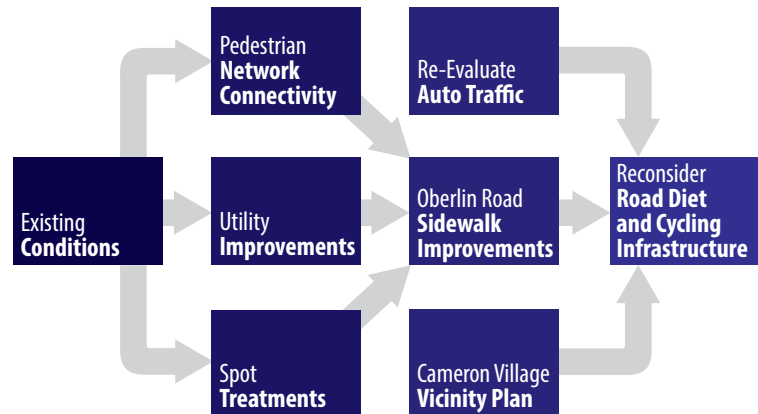 Pedestrian
Network
Connectivity
Re-Evaluate
Auto Traffic
Existing
Conditions
Utility
Improvements
Oberlin Road
Sidewalk
Improvements
Reconsider
Road Diet
and Cycling
Infrastructure
Spot
Treatments
Cameron Village
Vicinity Plan